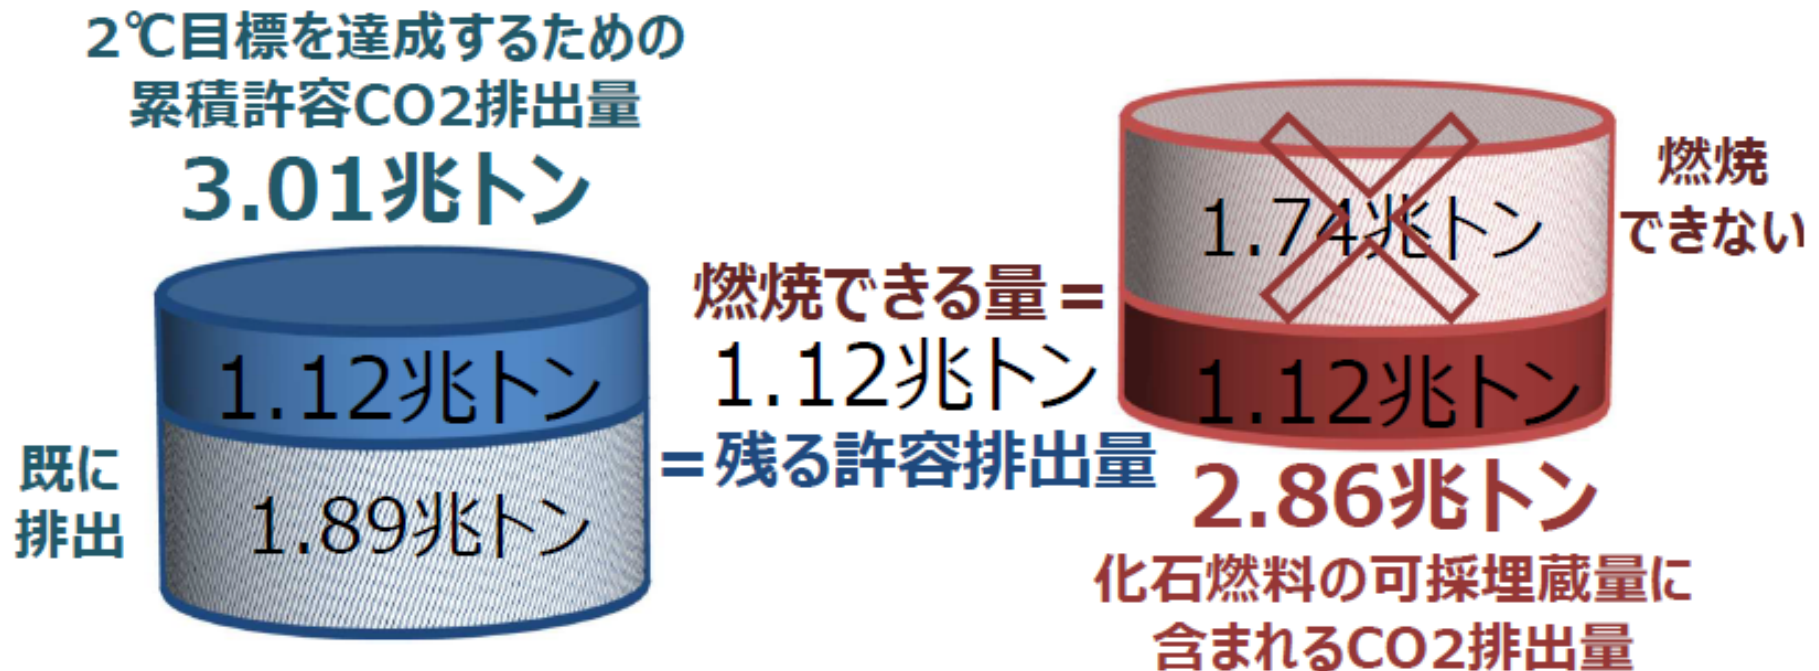 2℃目標を達成するための
累積許容CO2排出量
3.01兆トン
1.12兆トン
既に
排出
1.89兆トン
燃焼できる量＝
1.12兆トン
＝残る許容排出量
1.74兆トン
燃焼
できない
1.12兆トン
2.86兆トン
化石燃料の可採埋蔵量に
含まれるCO2排出量